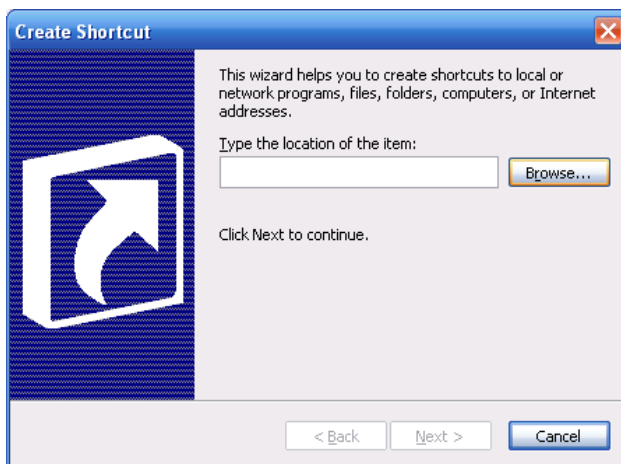 Create Shortcut
This wizard helps you to create shortcuts to local or
network programs, files, folders, computers, or Internet
addresses.
Type the location of the item:
Browse...
Click Next to continue.
< Back Next > Cancel